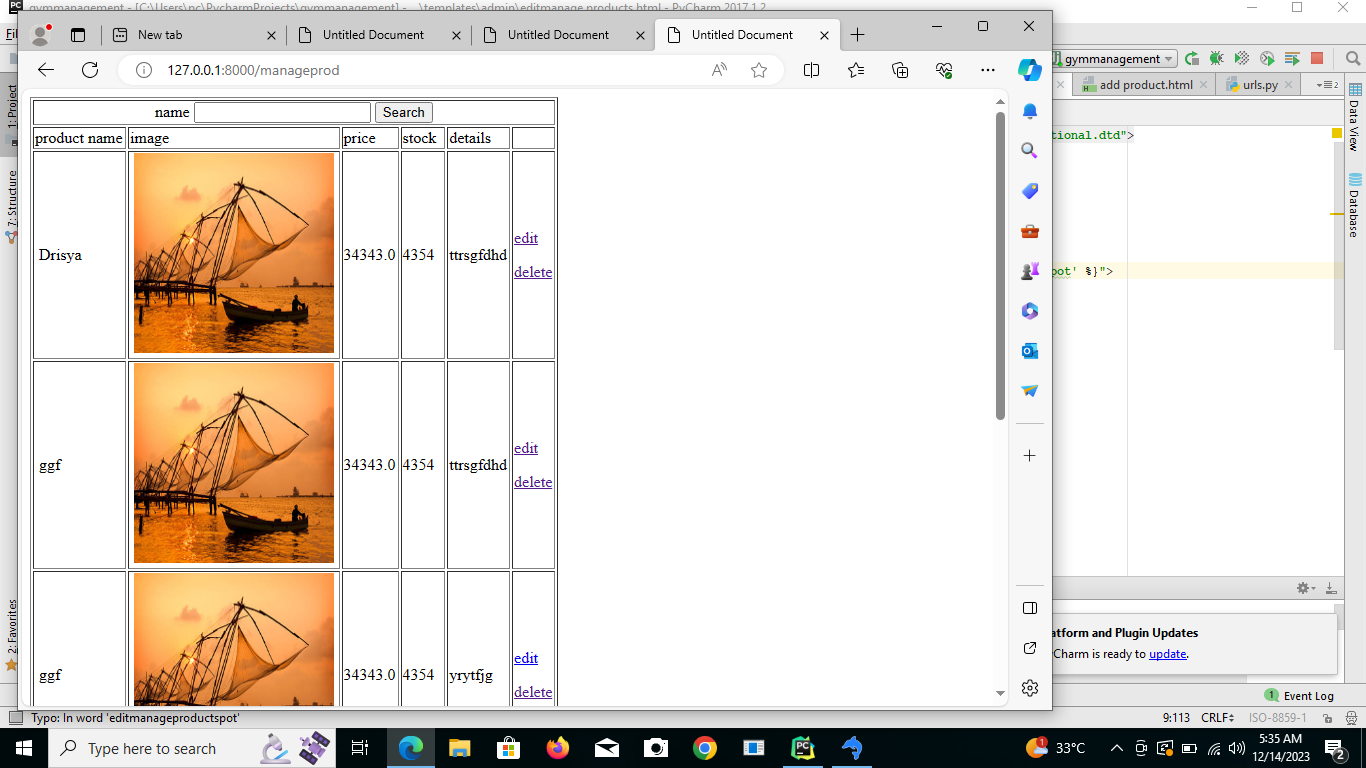 gymmanagement - [C:\Users\pc\PycharmProjects\gymmanagement] - ...\templates\admin\editmanage products.html - PyCharm 2017.1.2
New tab
Untitled Document
Untitled Document
Untitled Document
127.0.0.1:8000/manageprod
gymmanagement
add product.html
urls.py
1: Project
7: Structure
2: Favorites
Data View
Database
name Search
product name image price stock details
Drisya 34343.0 4354 ttrsgfdhd edit
delete
ggf 34343.0 4354 ttrsgfdhd edit
delete
ggf 34343.0 4354 yrytfjg edit
delete
tional.dtd">
pot' %}">
atform and Plugin Updates
yCharm is ready to update.
1 Event Log
Typo: In word 'editmanageproductspot'
9:113 CRLF ISO-8859-1
Type here to search
33°C
5:35 AM
12/14/2023
2